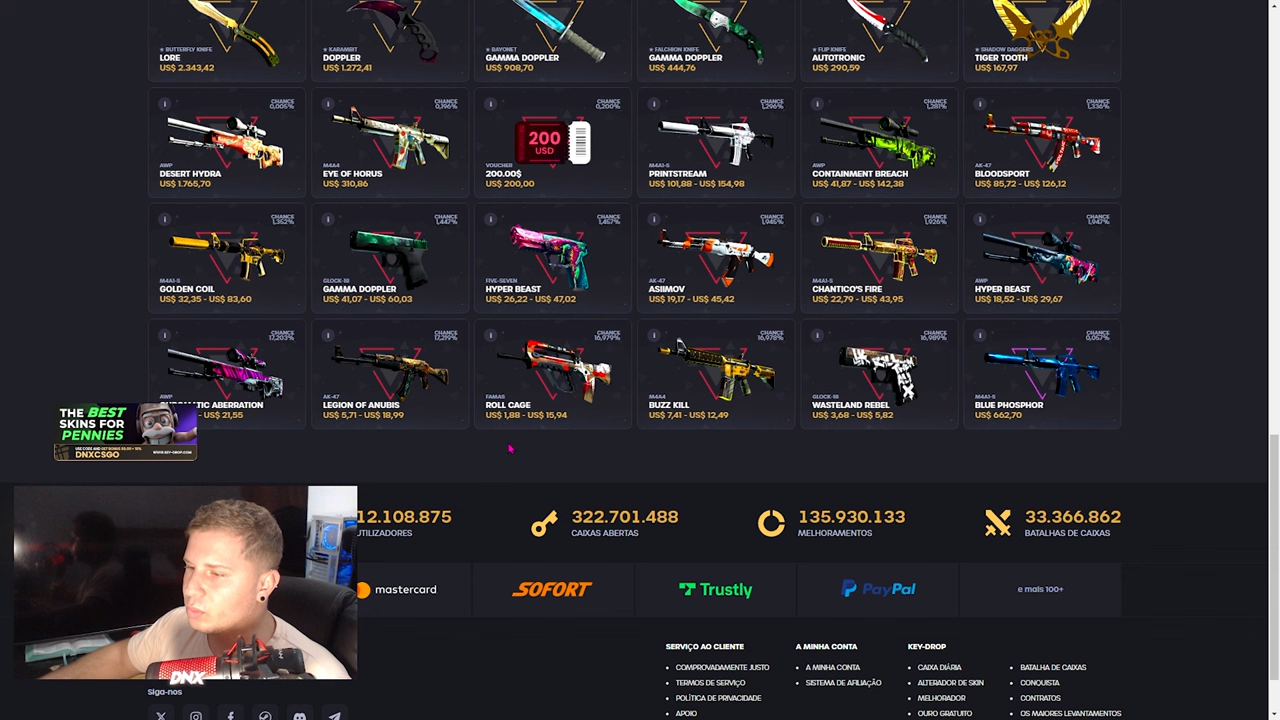 ★ BUTTERFLY KNIFE
LORE
US$ 2.343,42
★ KARAMBIT
DOPPLER
US$ 1.272,41
★ BAYONET
GAMMA DOPPLER
US$ 908,70
★ FALCHION KNIFE
GAMMA DOPPLER
US$ 444,76
★ FLIP KNIFE
AUTOTRONIC
US$ 290,59
★ SHADOW DAGGERS
TIGER TOOTH
US$ 167,97
CHANCE
0,005%
AWP
DESERT HYDRA
US$ 1.765,70
CHANCE
0,196%
M4A4
EYE OF HORUS
US$ 310,86
CHANCE
0,200%
200
USD
VOUCHER
200.00$
US$ 200,00
CHANCE
1,296%
M4A1-S
PRINTSTREAM
US$ 101,88 - US$ 154,98
CHANCE
1,281%
AWP
CONTAINMENT BREACH
US$ 41,87 - US$ 142,38
CHANCE
1,336%
AK-47
BLOODSPORT
US$ 85,72 - US$ 126,12
CHANCE
1,352%
M4A1-S
GOLDEN COIL
US$ 32,35 - US$ 83,60
CHANCE
1,447%
GLOCK-18
GAMMA DOPPLER
US$ 41,07 - US$ 60,03
CHANCE
1,457%
FIVE-SEVEN
HYPER BEAST
US$ 26,22 - US$ 47,02
CHANCE
1,945%
AK-47
ASIIMOV
US$ 19,17 - US$ 45,42
CHANCE
1,926%
M4A1-S
CHANTICO'S FIRE
US$ 22,79 - US$ 43,95
CHANCE
1,947%
AWP
HYPER BEAST
US$ 18,52 - US$ 29,67
CHANCE
17,203%
AWP
ABERRATION
- US$ 21,55
CHANCE
17,219%
AK-47
LEGION OF ANUBIS
US$ 5,71 - US$ 18,99
CHANCE
16,979%
FAMAS
ROLL CAGE
US$ 1,88 - US$ 15,94
CHANCE
16,978%
M4A4
BUZZ KILL
US$ 7,41 - US$ 12,49
CHANCE
16,989%
GLOCK-18
WASTELAND REBEL
US$ 3,68 - US$ 5,82
CHANCE
0,057%
M4A1-S
BLUE PHOSPHOR
US$ 662,70
THE BEST
SKINS FOR
PENNIES
DNXCSGO
WWW.KEY-DROP.COM
12.108.875
UTILIZADORES
322.701.488
CAIXAS ABERTAS
135.930.133
MELHORAMENTOS
33.366.862
BATALHAS DE CAIXAS
mastercard
SOFORT
Trustly
PayPal
e mais 100+
DNX
Siga-nos
SERVIÇO AO CLIENTE
COMPROVADAMENTE JUSTO
TERMOS DE SERVIÇO
POLÍTICA DE PRIVACIDADE
APOIO
A MINHA CONTA
A MINHA CONTA
SISTEMA DE AFILIAÇÃO
KEY-DROP
CAIXA DIÁRIA
ALTERADOR DE SKIN
MELHORADOR
OURO GRATUITO
BATALHA DE CAIXAS
CONQUISTA
CONTRATOS
OS MAIORES LEVANTAMENTOS